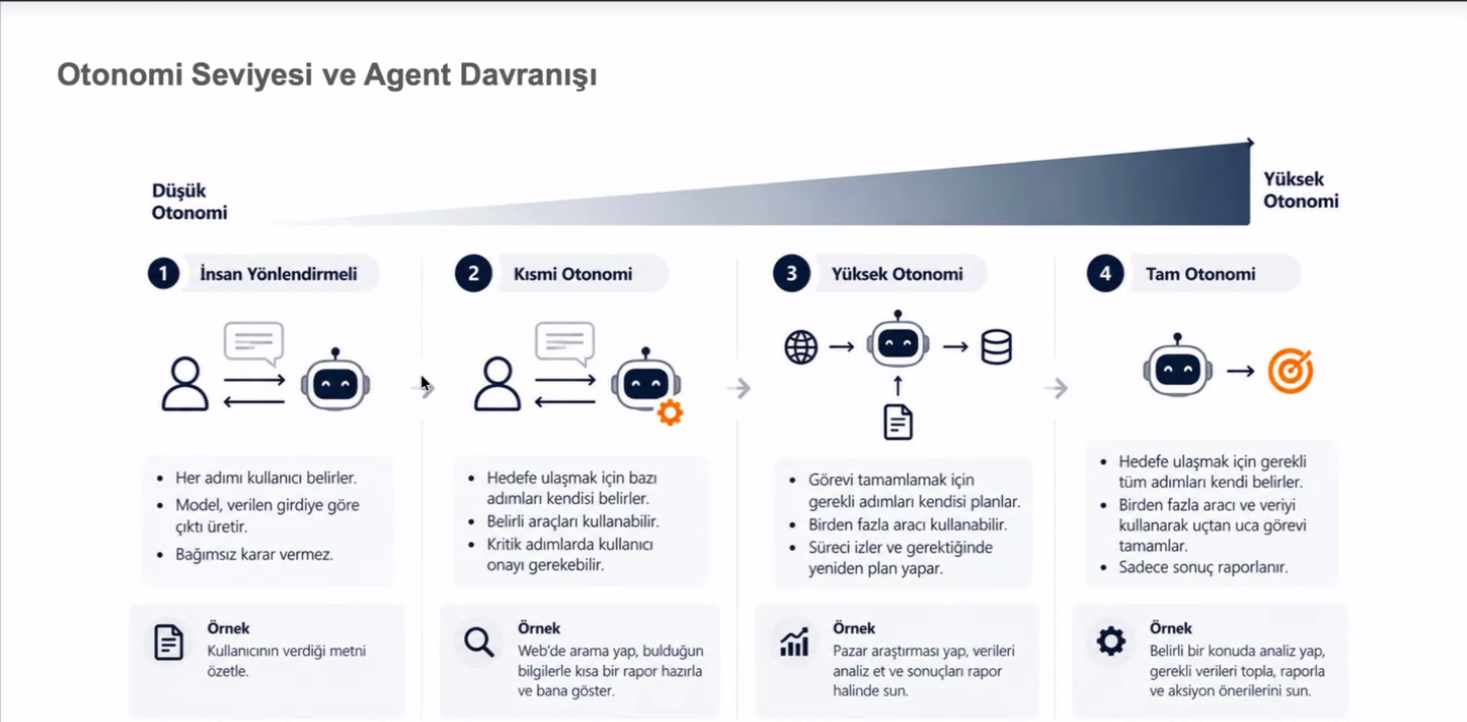 Otonomi Seviyesi ve Agent Davranışı
Düşük
Otonomi
Yüksek
Otonomi
1 İnsan Yönlendirmeli
• Her adımı kullanıcı belirler.
• Model, verilen girdiye göre
çıktı üretir.
• Bağımsız karar vermez.
Örnek
Kullanıcının verdiği metni
özetle.
2 Kısmi Otonomi
• Hedefe ulaşmak için bazı
adımları kendisi belirler.
• Belirli araçları kullanabilir.
• Kritik adımlarda kullanıcı
onayı gerekebilir.
Örnek
Web'de arama yap, bulduğun
bilgilerle kısa bir rapor hazırla
ve bana göster.
3 Yüksek Otonomi
• Görevi tamamlamak için
gerekli adımları kendisi planlar.
• Birden fazla aracı kullanabilir.
• Süreci izler ve gerektiğinde
yeniden plan yapar.
Örnek
Pazar araştırması yap, verileri
analiz et ve sonuçları rapor
halinde sun.
4 Tam Otonomi
• Hedefe ulaşmak için gerekli
tüm adımları kendi belirler.
• Birden fazla aracı ve veriyi
kullanarak uçtan uca görevi
tamamlar.
• Sadece sonuç raporlanır.
Örnek
Belirli bir konuda analiz yap,
gerekli verileri topla, raporla
ve aksiyon önerilerini sun.